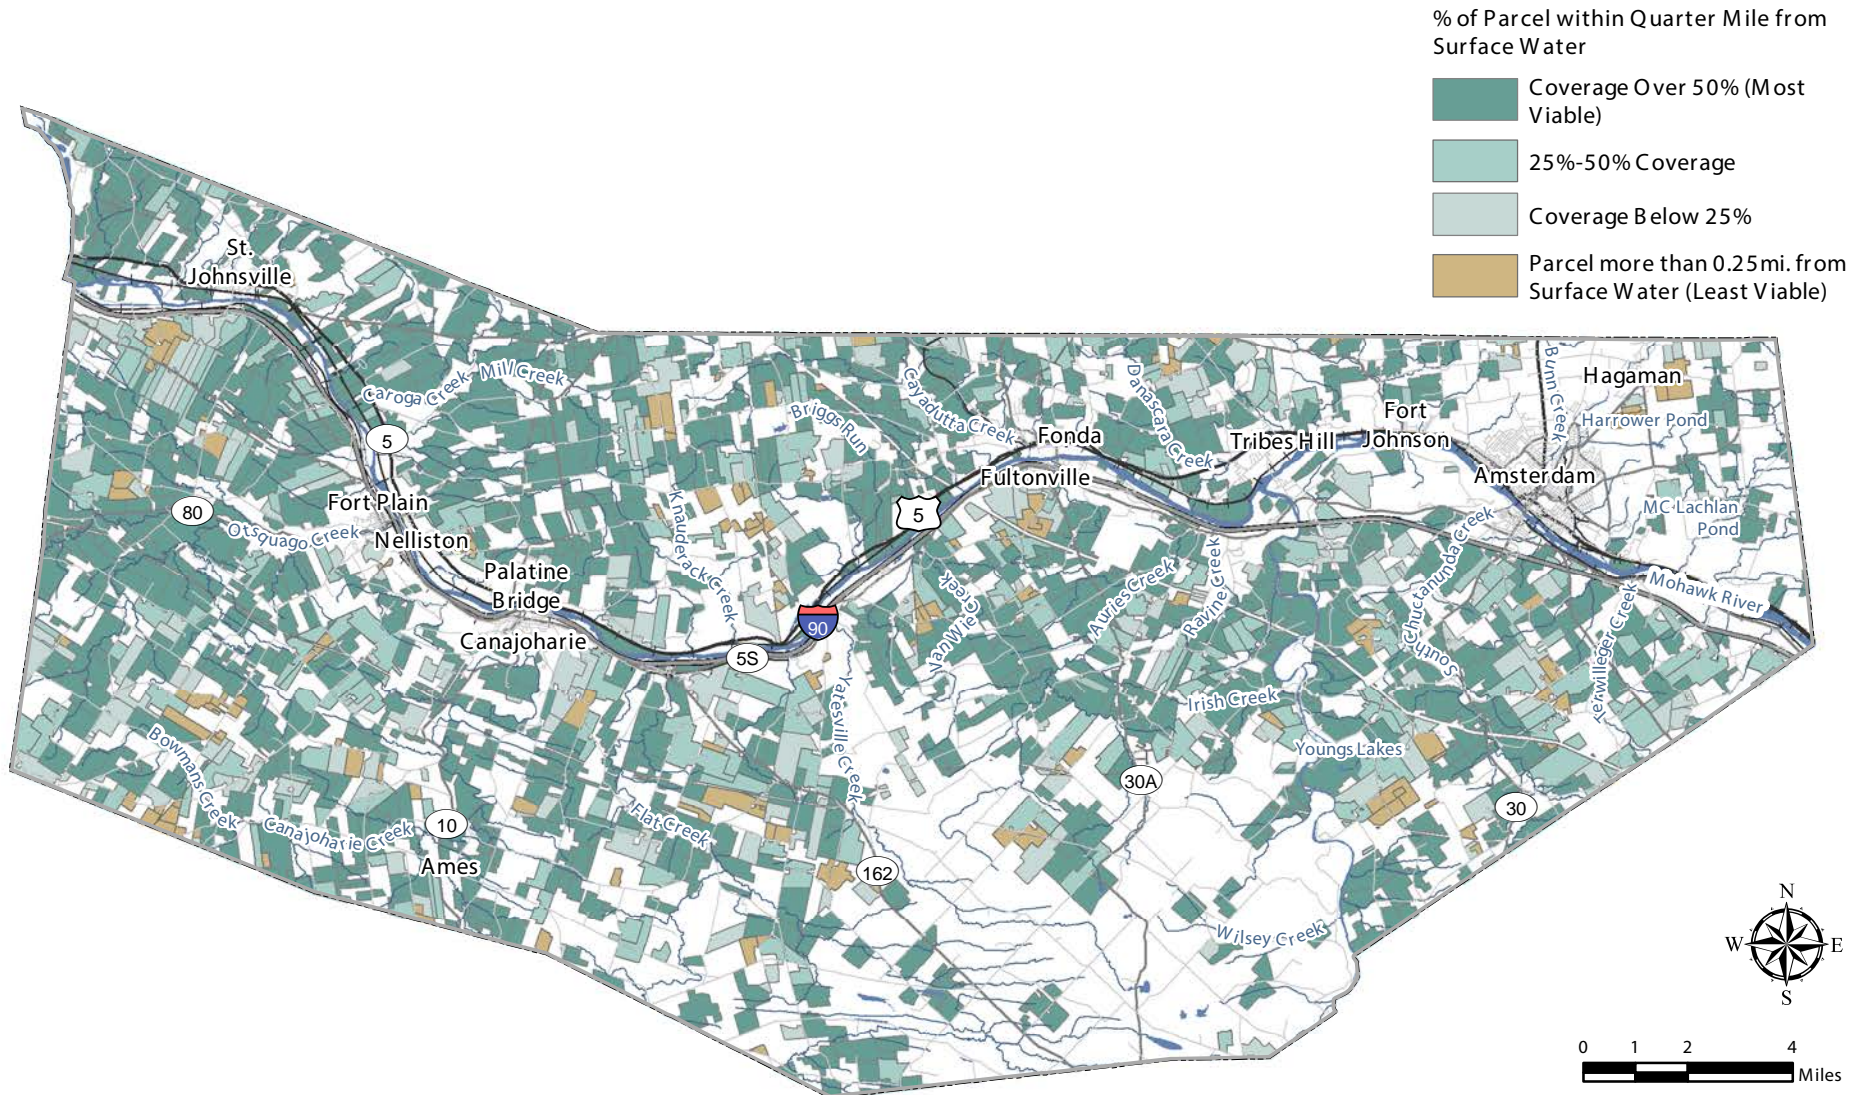 % of Parcel within Quarter Mile from
Surface Water
Coverage Over 50% (Most
Viable)
25%-50% Coverage
Coverage Below 25%
Parcel more than 0.25mi. from
Surface Water (Least Viable)
St.
Johnsville
Caroga Creek
Mill Creek
5
Fort Plain
80
Otsquago Creek
Nelliston
Palatine
Bridge
Canajoharie
Knauderack Creek
5S
90
Briggs Run
Cayadutta Creek
5
Fonda
Fultonville
Danascara Creek
Tribes Hill
Fort
Johnson
Bunn Creek
Hagaman
Harrower Pond
Amsterdam
MC Lachlan
Pond
Mohawk River
South Chuctanunda Creek
Terwilleger Creek
Van Wie Creek
Auries Creek
Ravine Creek
Irish Creek
Youngs Lakes
Yatesville Creek
30A
30
Bowmans Creek
Canajoharie Creek
10
Ames
Flat Creek
162
Wilsey Creek
N
W
E
S
0 1 2 4
Miles